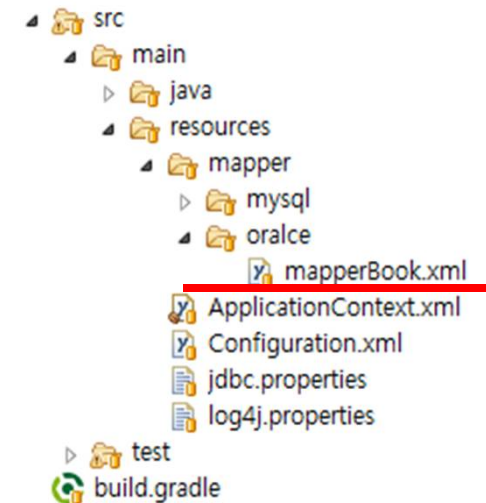 src
main
java
resources
mapper
mysql
oralce
mapperBook.xml
ApplicationContext.xml
Configuration.xml
jdbc.properties
log4j.properties
test
build.gradle